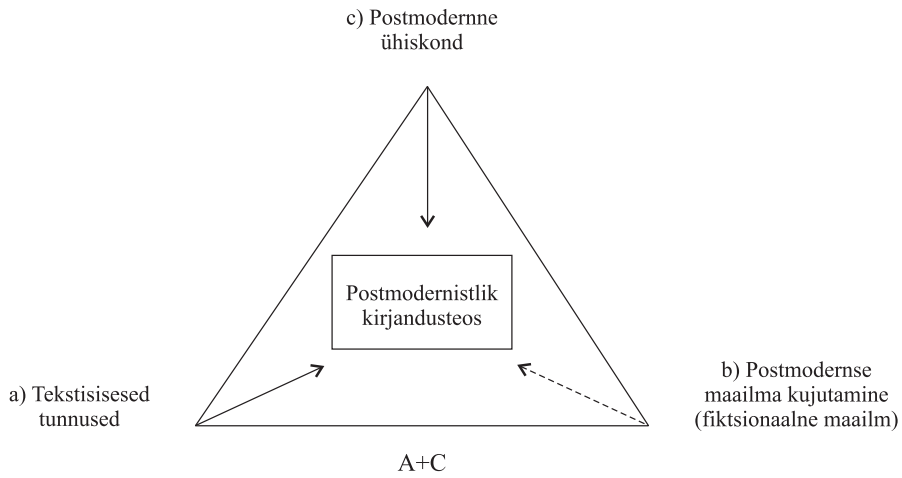 c) Postmodernne
ühiskond
Postmodernistlik
kirjandusteos
a) Tekstisisesed
tunnused
b) Postmodernse
maailma kujutamine
(fiktsionaalne maailm)
A+C